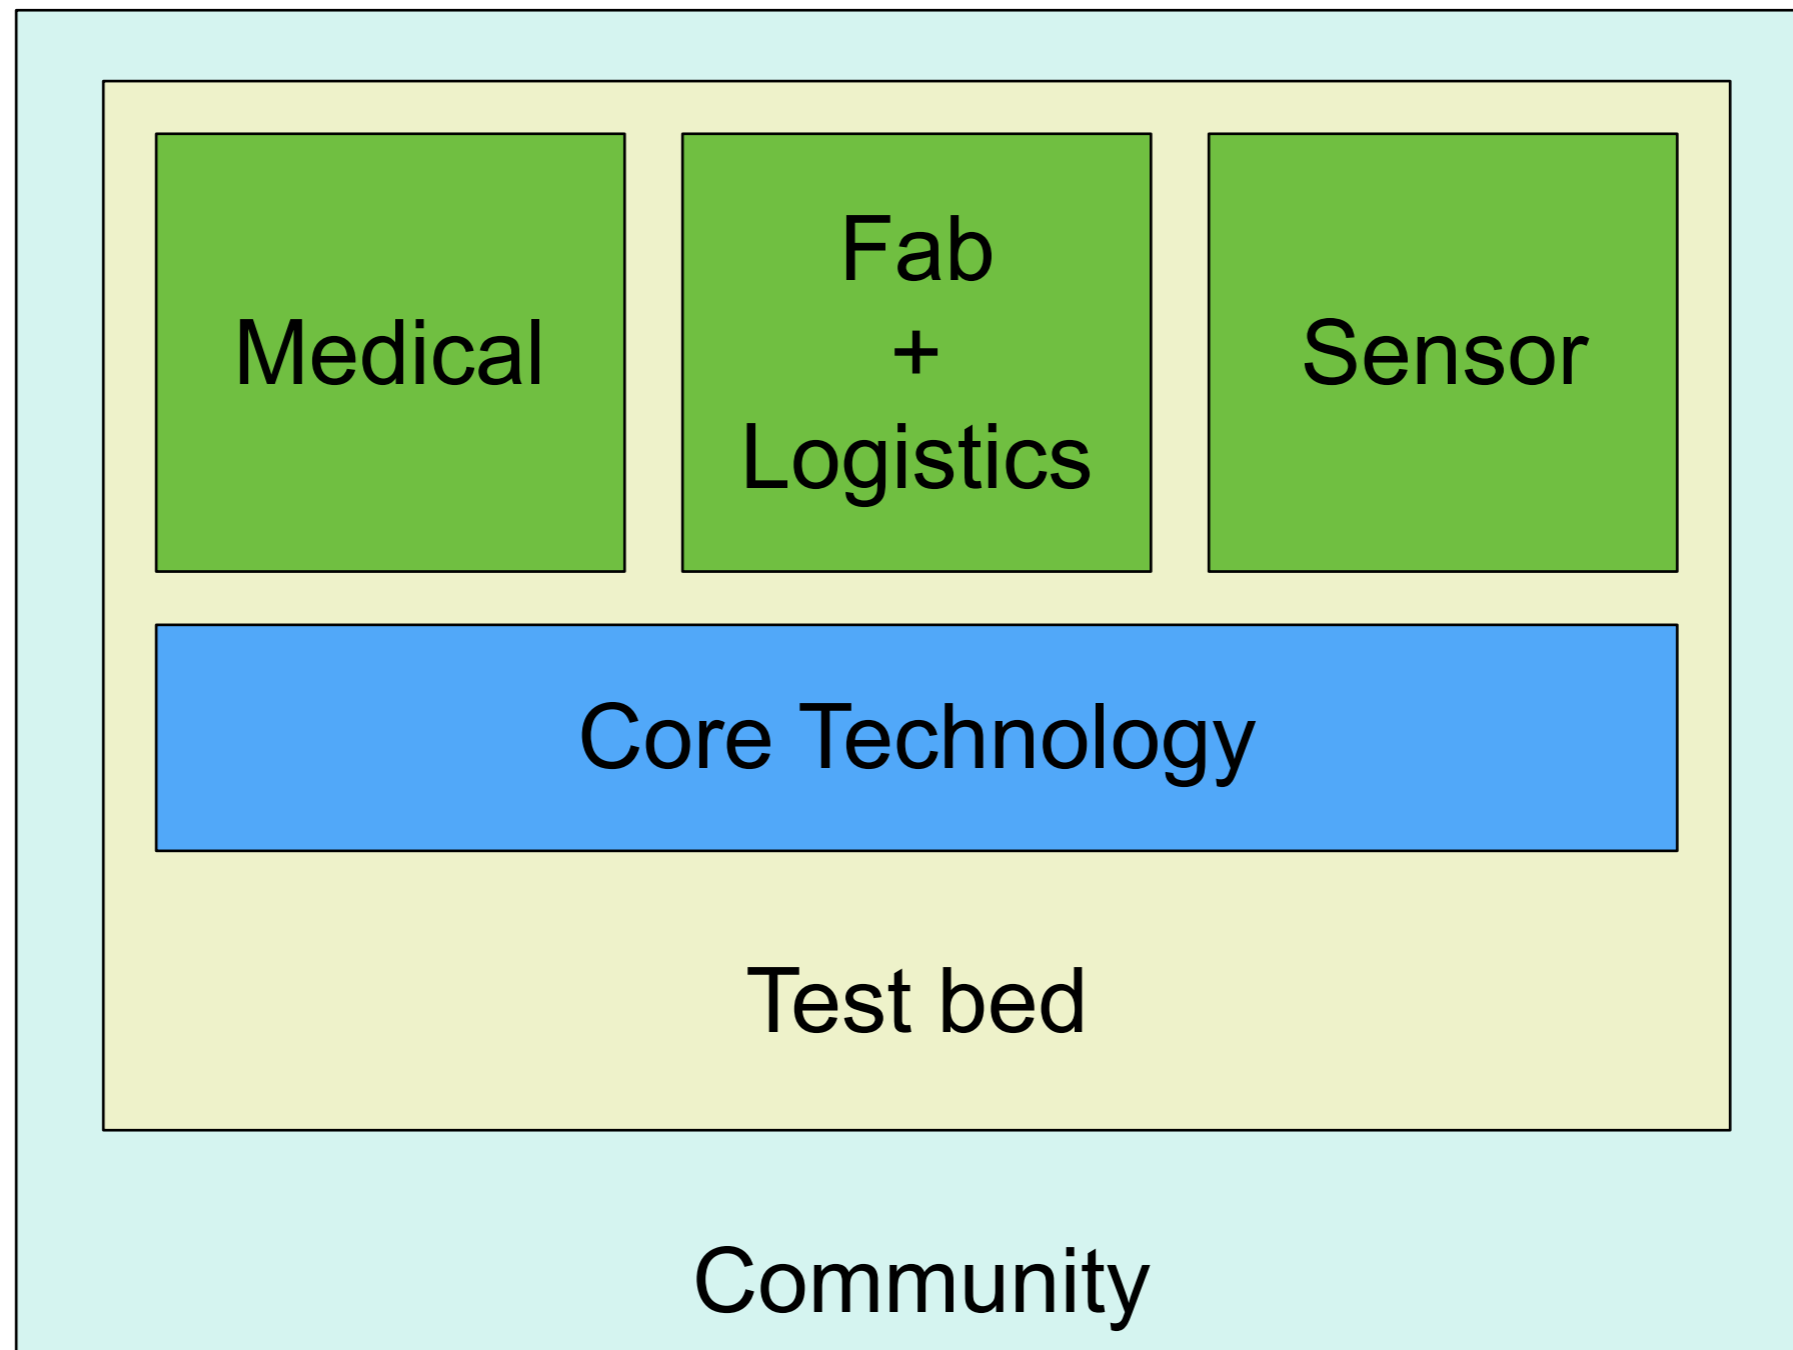 Medical
Fab
+
Logistics
Sensor
Core Technology
Test bed
Community